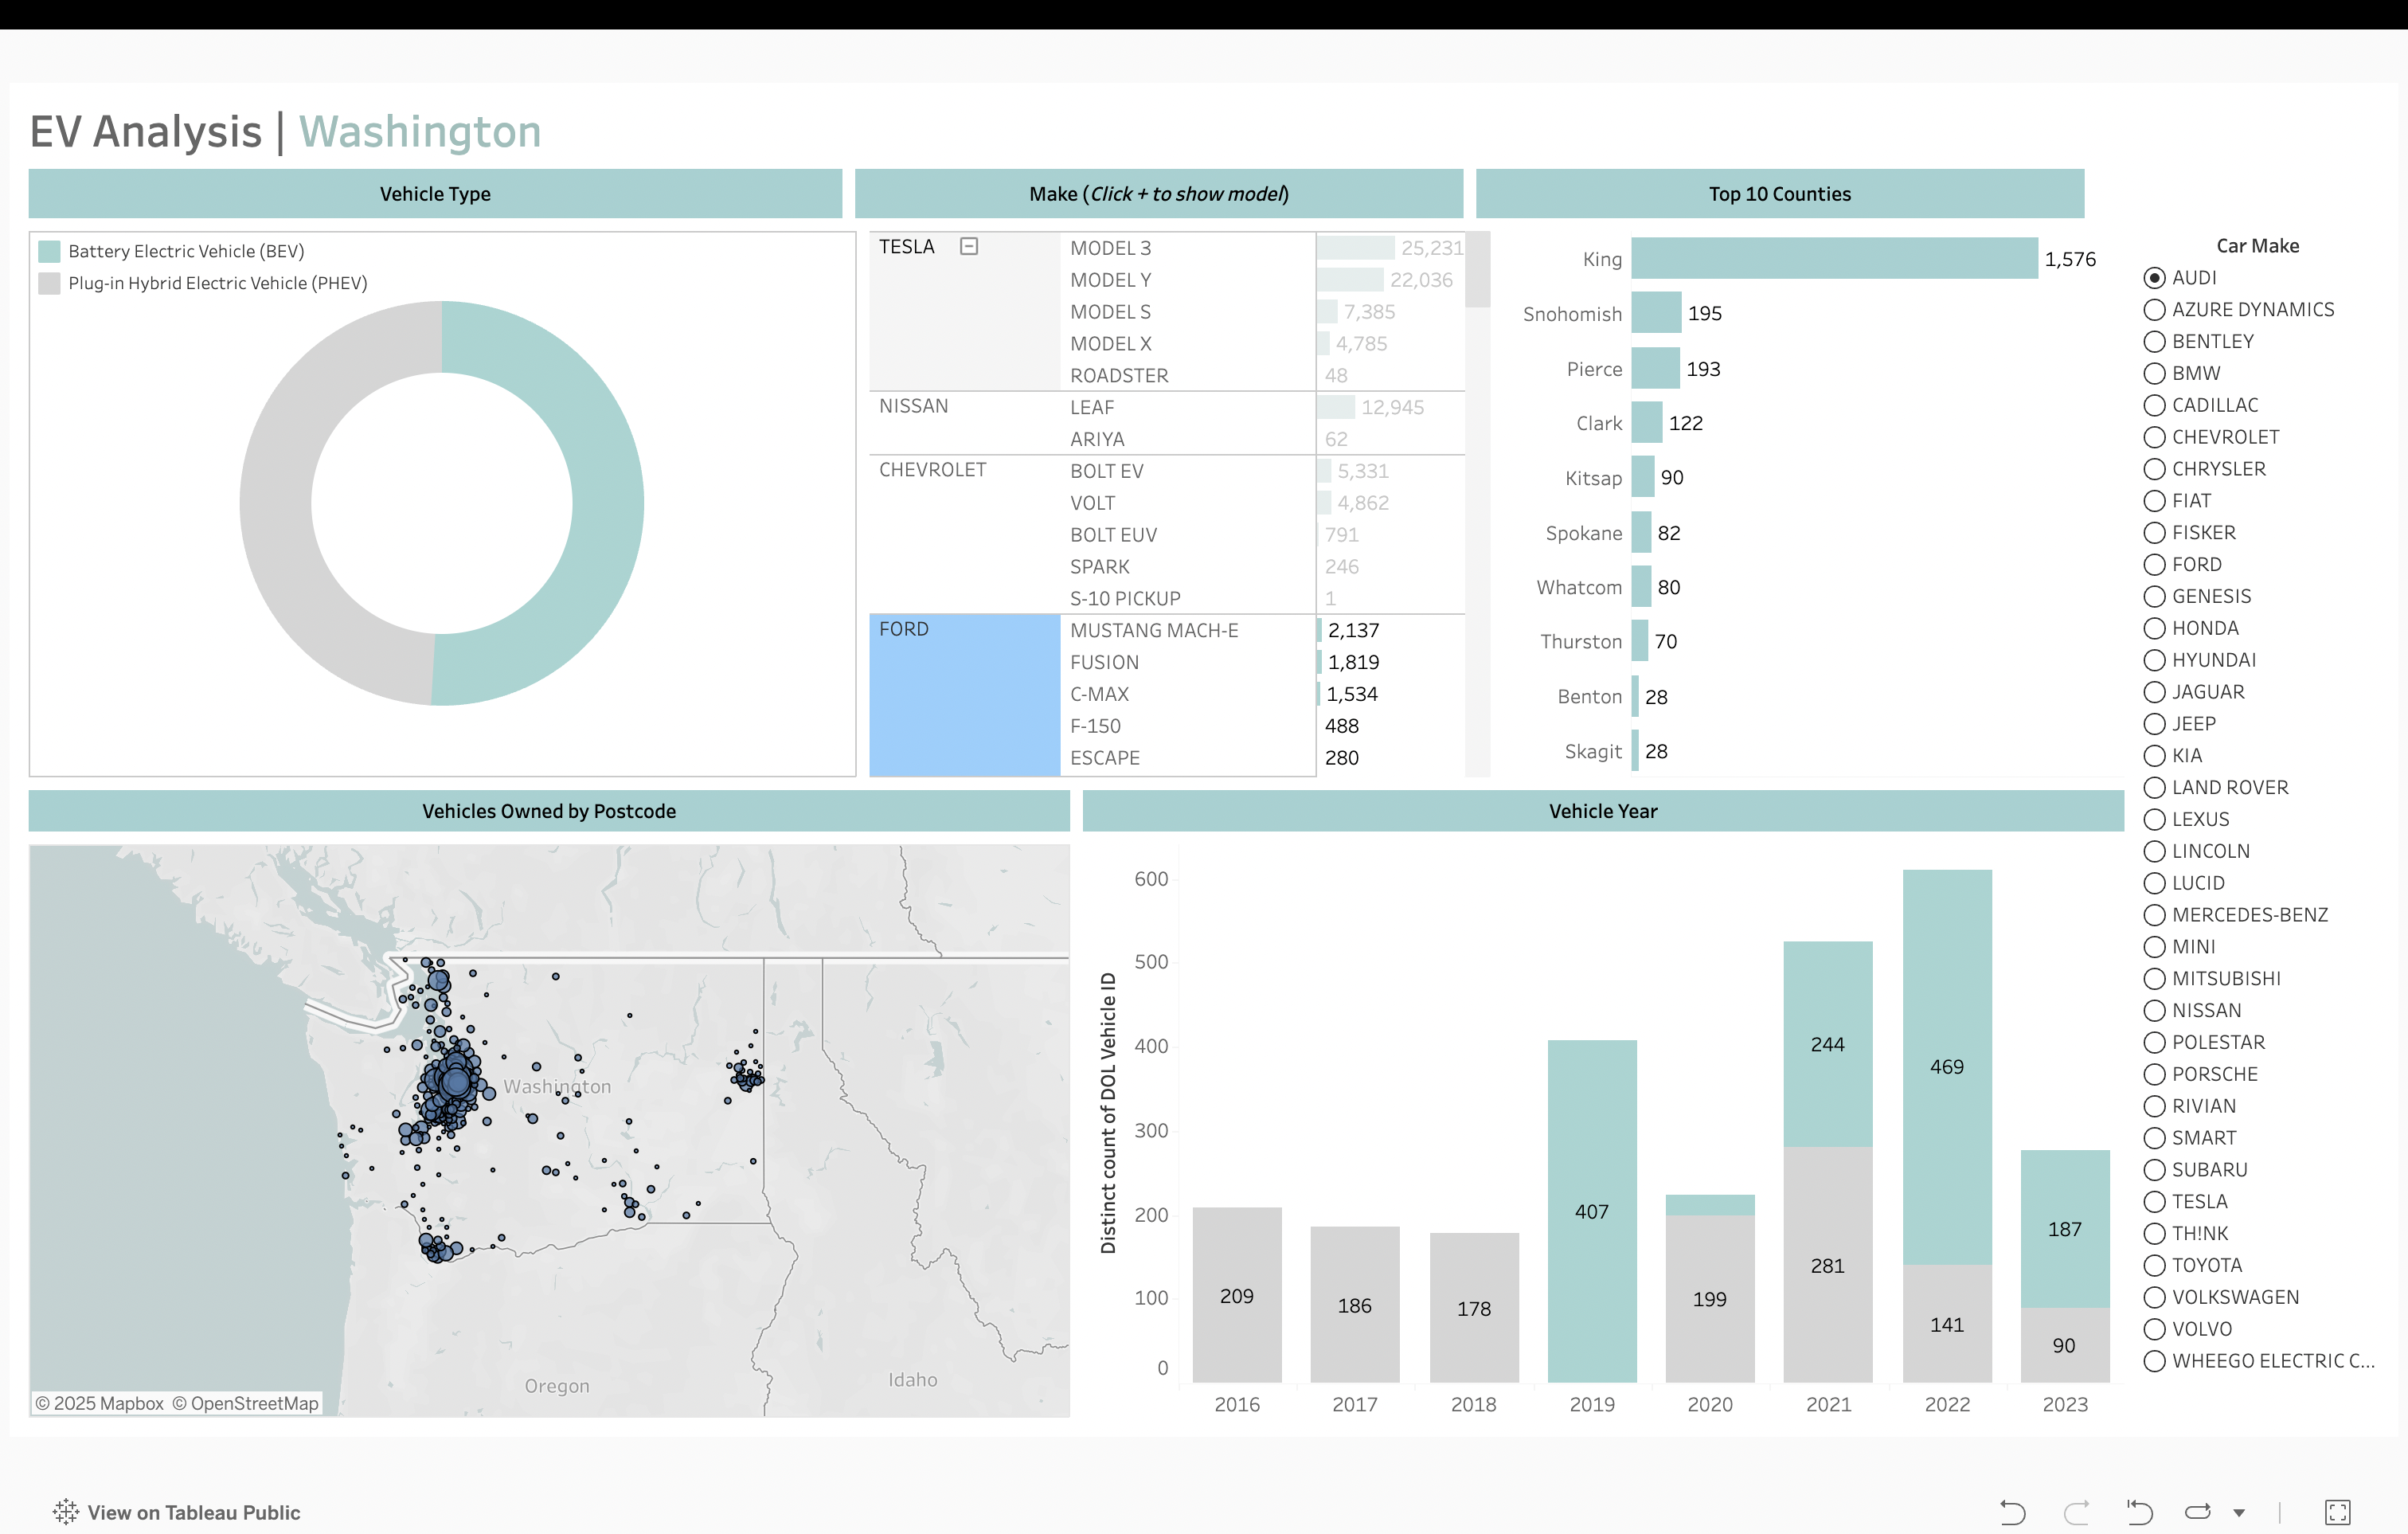 EV Analysis | Washington
Vehicle Type
Battery Electric Vehicle (BEV)
Plug-in Hybrid Electric Vehicle (PHEV)
Make (Click + to show model)
TESLA
MODEL 3 25,231
MODEL Y 22,036
MODEL S 7,385
MODEL X 4,785
ROADSTER 48
NISSAN
LEAF 12,945
ARIYA 62
CHEVROLET
BOLT EV 5,331
VOLT 4,862
BOLT EUV 791
SPARK 246
S-10 PICKUP 1
FORD
MUSTANG MACH-E 2,137
FUSION 1,819
C-MAX 1,534
F-150 488
ESCAPE 280
Top 10 Counties
King 1,576
Snohomish 195
Pierce 193
Clark 122
Kitsap 90
Spokane 82
Whatcom 80
Thurston 70
Benton 28
Skagit 28
Car Make
AUDI
AZURE DYNAMICS
BENTLEY
BMW
CADILLAC
CHEVROLET
CHRYSLER
FIAT
FISKER
FORD
GENESIS
HONDA
HYUNDAI
JAGUAR
JEEP
KIA
LAND ROVER
LEXUS
LINCOLN
LUCID
MERCEDES-BENZ
MINI
MITSUBISHI
NISSAN
POLESTAR
PORSCHE
RIVIAN
SMART
SUBARU
TESLA
TH!NK
TOYOTA
VOLKSWAGEN
VOLVO
WHEEGO ELECTRIC C...
Vehicles Owned by Postcode
Washington
Oregon
Idaho
© 2025 Mapbox © OpenStreetMap
Vehicle Year
Distinct count of DOL Vehicle ID
600
500
400
300
200
100
0
209
186
178
407
199
244
281
469
141
187
90
2016 2017 2018 2019 2020 2021 2022 2023
View on Tableau Public